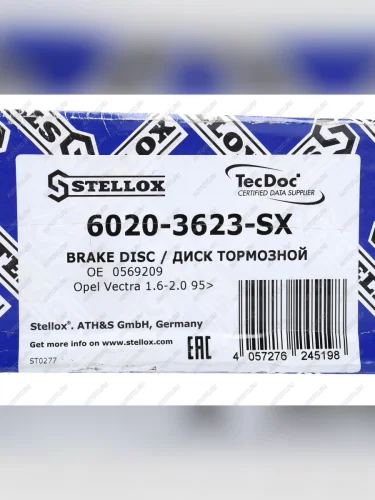 STELLOX
TecDoc
CERTIFIED DATA SUPPLIER
6020-3623-SX
BRAKE DISC / ДИСК ТОРМОЗНОЙ
OE 0569209
Opel Vectra 1.6-2.0 95>
Stellox®. ATH&S GmbH, Germany
Get more info on www.stellox.com
ST0277
EAC
4 057276 245198